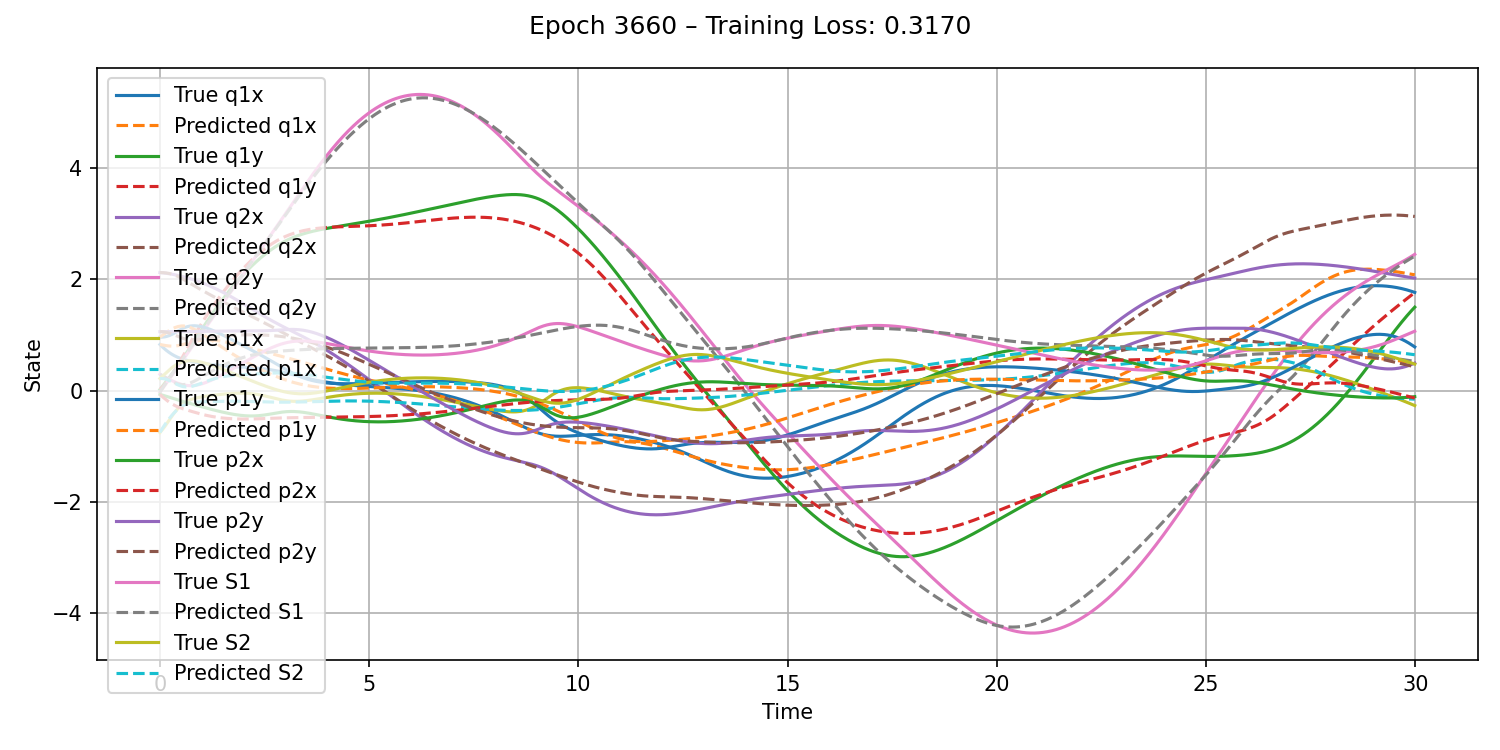 Epoch 3660 – Training Loss: 0.3170
True q1x
Predicted q1x
True q1y
Predicted q1y
True q2x
Predicted q2x
True q2y
Predicted q2y
True p1x
Predicted p1x
True p1y
Predicted p1y
True p2x
Predicted p2x
True p2y
Predicted p2y
True S1
Predicted S1
True S2
Predicted S2
State
4
2
0
−2
−4
0
5
10
15
20
25
30
Time